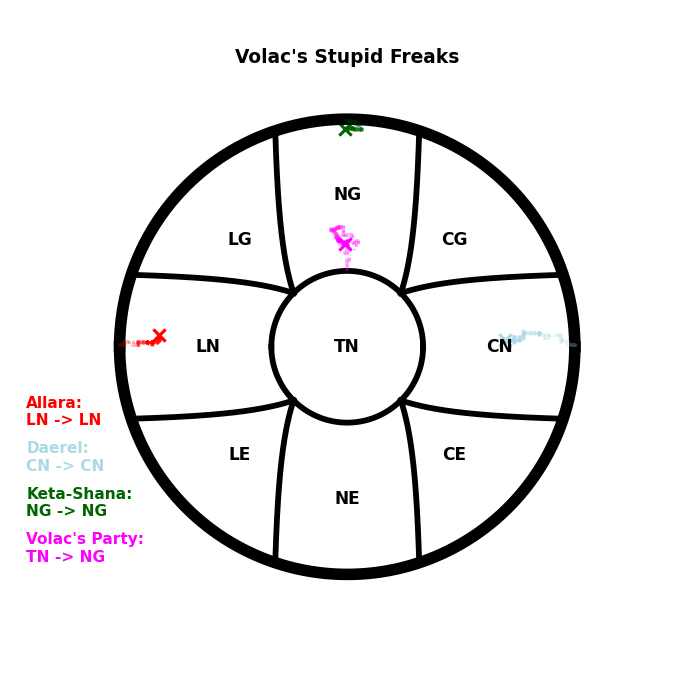 Volac's Stupid Freaks
NG
LG
CG
LN
TN
CN
LE
CE
NE
Allara:
LN -> LN
Daerel:
CN -> CN
Keta-Shana:
NG -> NG
Volac's Party:
TN -> NG